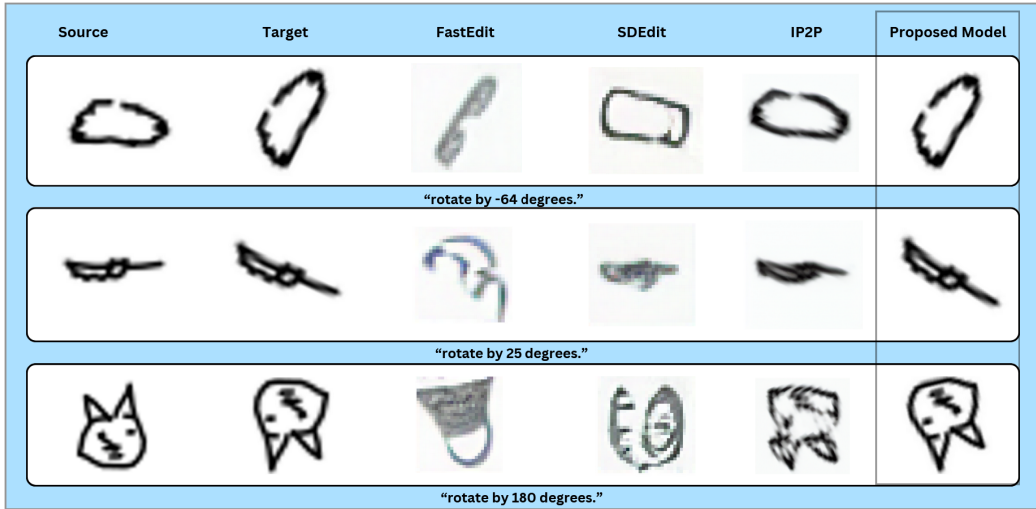 Source Target FastEdit SDEdit IP2P Proposed Model
“rotate by -64 degrees.”
“rotate by 25 degrees.”
“rotate by 180 degrees.”